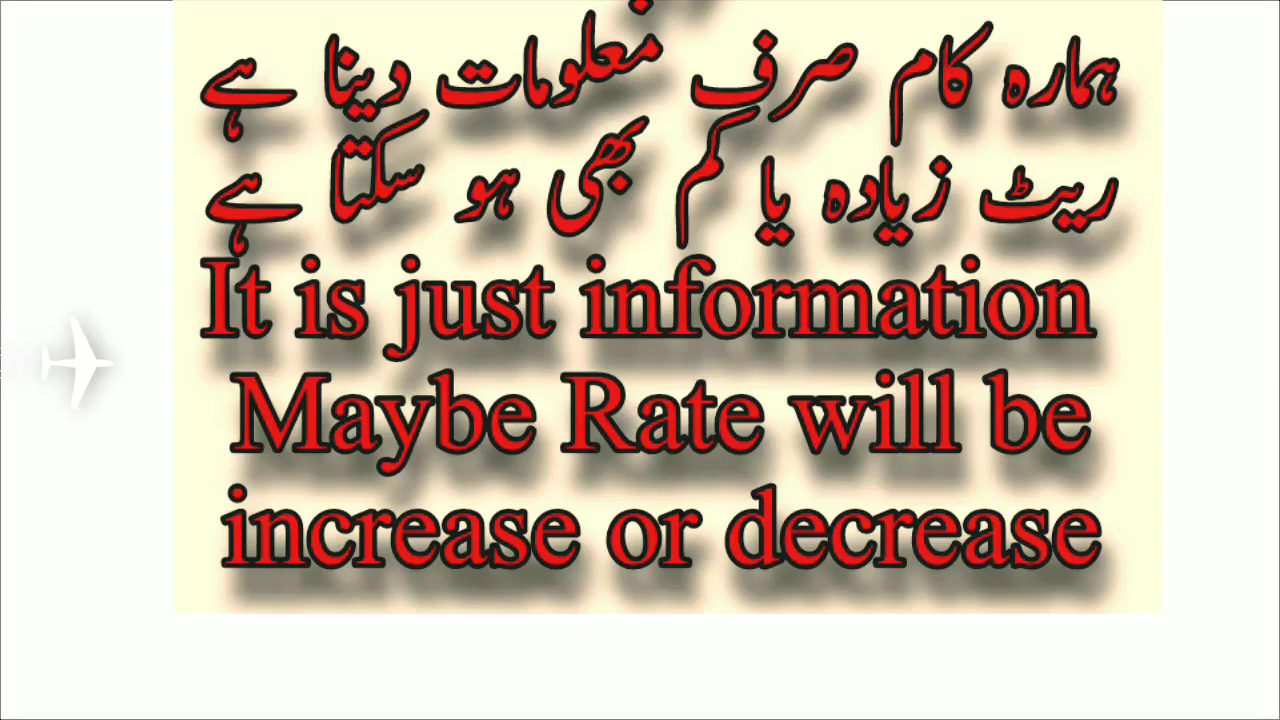 ہمارہ کام صرف معلومات دینا ہے
ریٹ زیادہ یا کم بھی ہو سکتا ہے
It is just information
Maybe Rate will be
increase or decrease